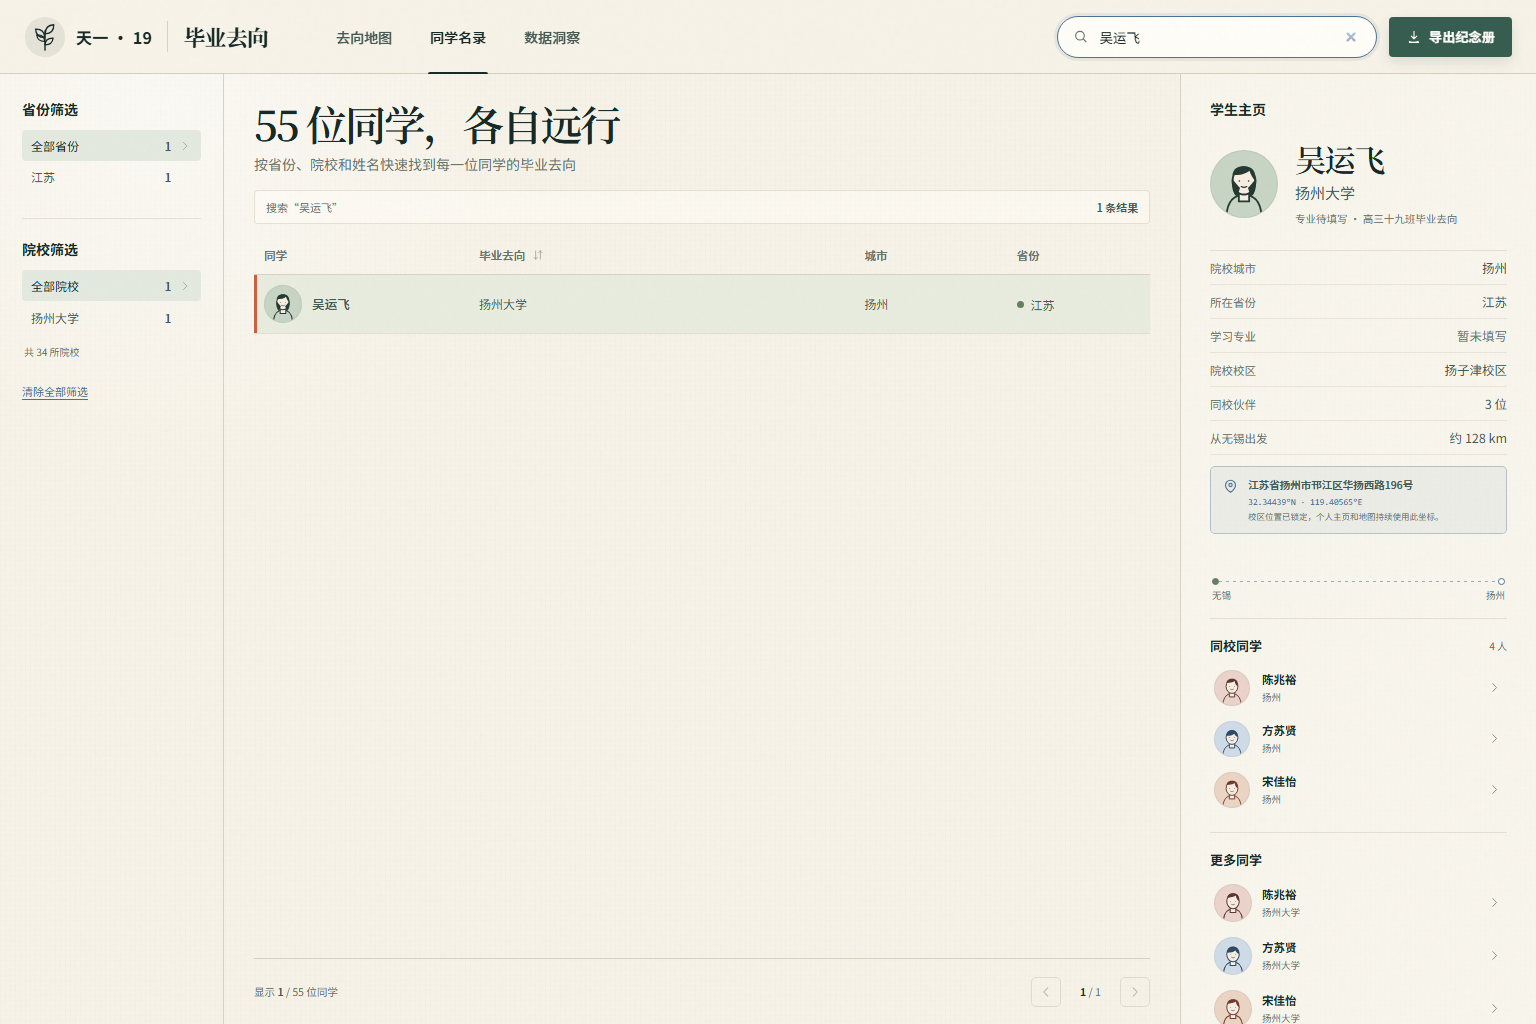 天一 · 19
毕业去向
去向地图
同学名录
数据洞察
吴运飞
导出纪念册
省份筛选
全部省份 1
江苏 1
院校筛选
全部院校 1
扬州大学 1
共 34 所院校
清除全部筛选
55 位同学，各自远行
按省份、院校和姓名快速找到每一位同学的毕业去向
搜索“吴运飞” 1 条结果
同学 毕业去向 城市 省份
吴运飞 扬州大学 扬州 江苏
显示 1 / 55 位同学
1 / 1
学生主页
吴运飞
扬州大学
专业待填写 · 高三十九班毕业去向
院校城市 扬州
所在省份 江苏
学习专业 暂未填写
院校校区 扬子津校区
同校伙伴 3 位
从无锡出发 约 128 km
江苏省扬州市邗江区华扬西路196号
32.34439°N · 119.40565°E
校区位置已锁定，个人主页和地图持续使用此坐标。
无锡 扬州
同校同学 4 人
陈兆裕
扬州
方苏贤
扬州
宋佳怡
扬州
更多同学
陈兆裕
扬州大学
方苏贤
扬州大学
宋佳怡
扬州大学